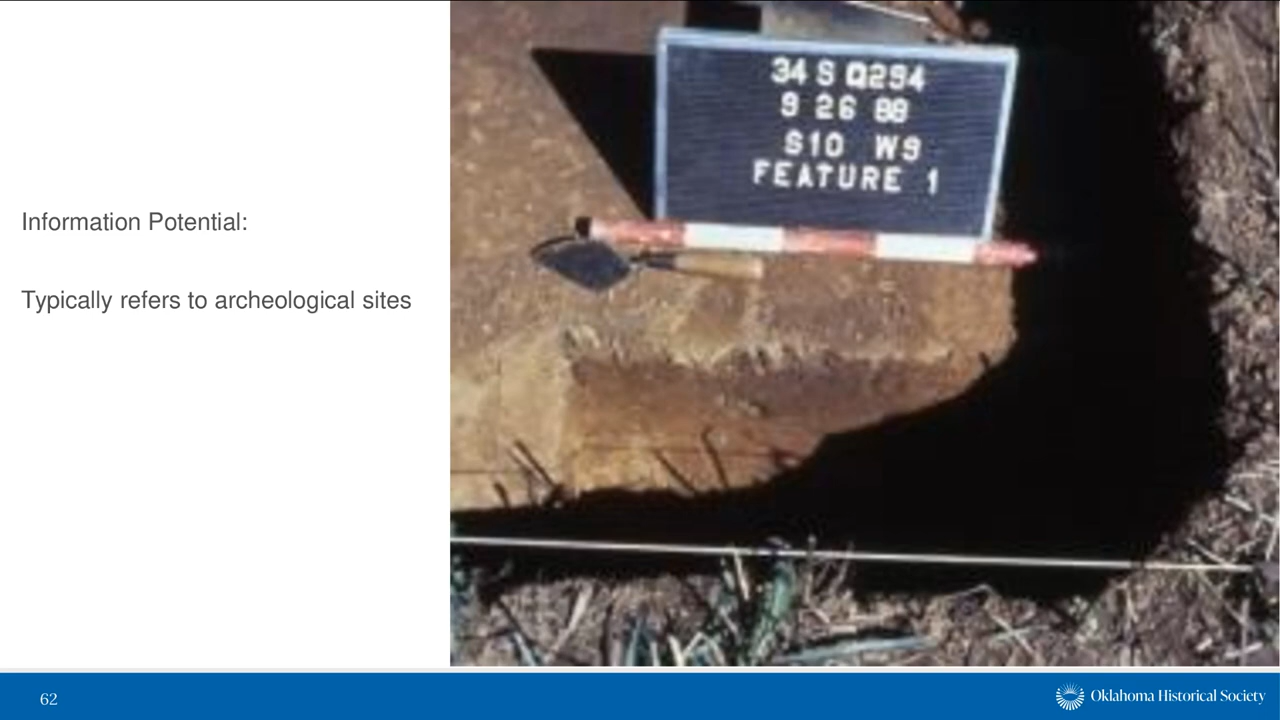 Information Potential:
Typically refers to archeological sites
34 S Q294
9 26 88
S10 W9
FEATURE 1
62
Oklahoma Historical Society